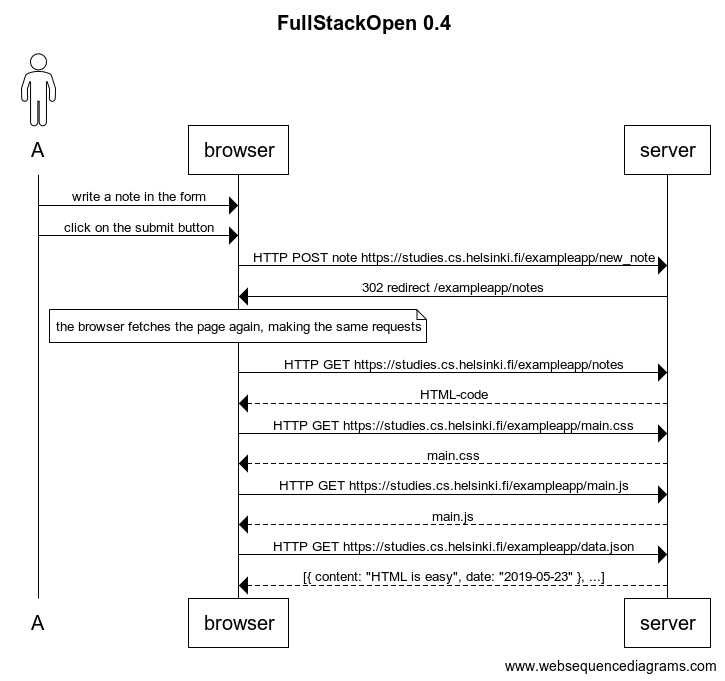 FullStackOpen 0.4
A
browser
server
write a note in the form
click on the submit button
HTTP POST note https://studies.cs.helsinki.fi/exampleapp/new_note
302 redirect /exampleapp/notes
the browser fetches the page again, making the same requests
HTTP GET https://studies.cs.helsinki.fi/exampleapp/notes
HTML-code
HTTP GET https://studies.cs.helsinki.fi/exampleapp/main.css
main.css
HTTP GET https://studies.cs.helsinki.fi/exampleapp/main.js
main.js
HTTP GET https://studies.cs.helsinki.fi/exampleapp/data.json
[{ content: "HTML is easy", date: "2019-05-23" }, ...]
A
browser
server
www.websequencediagrams.com